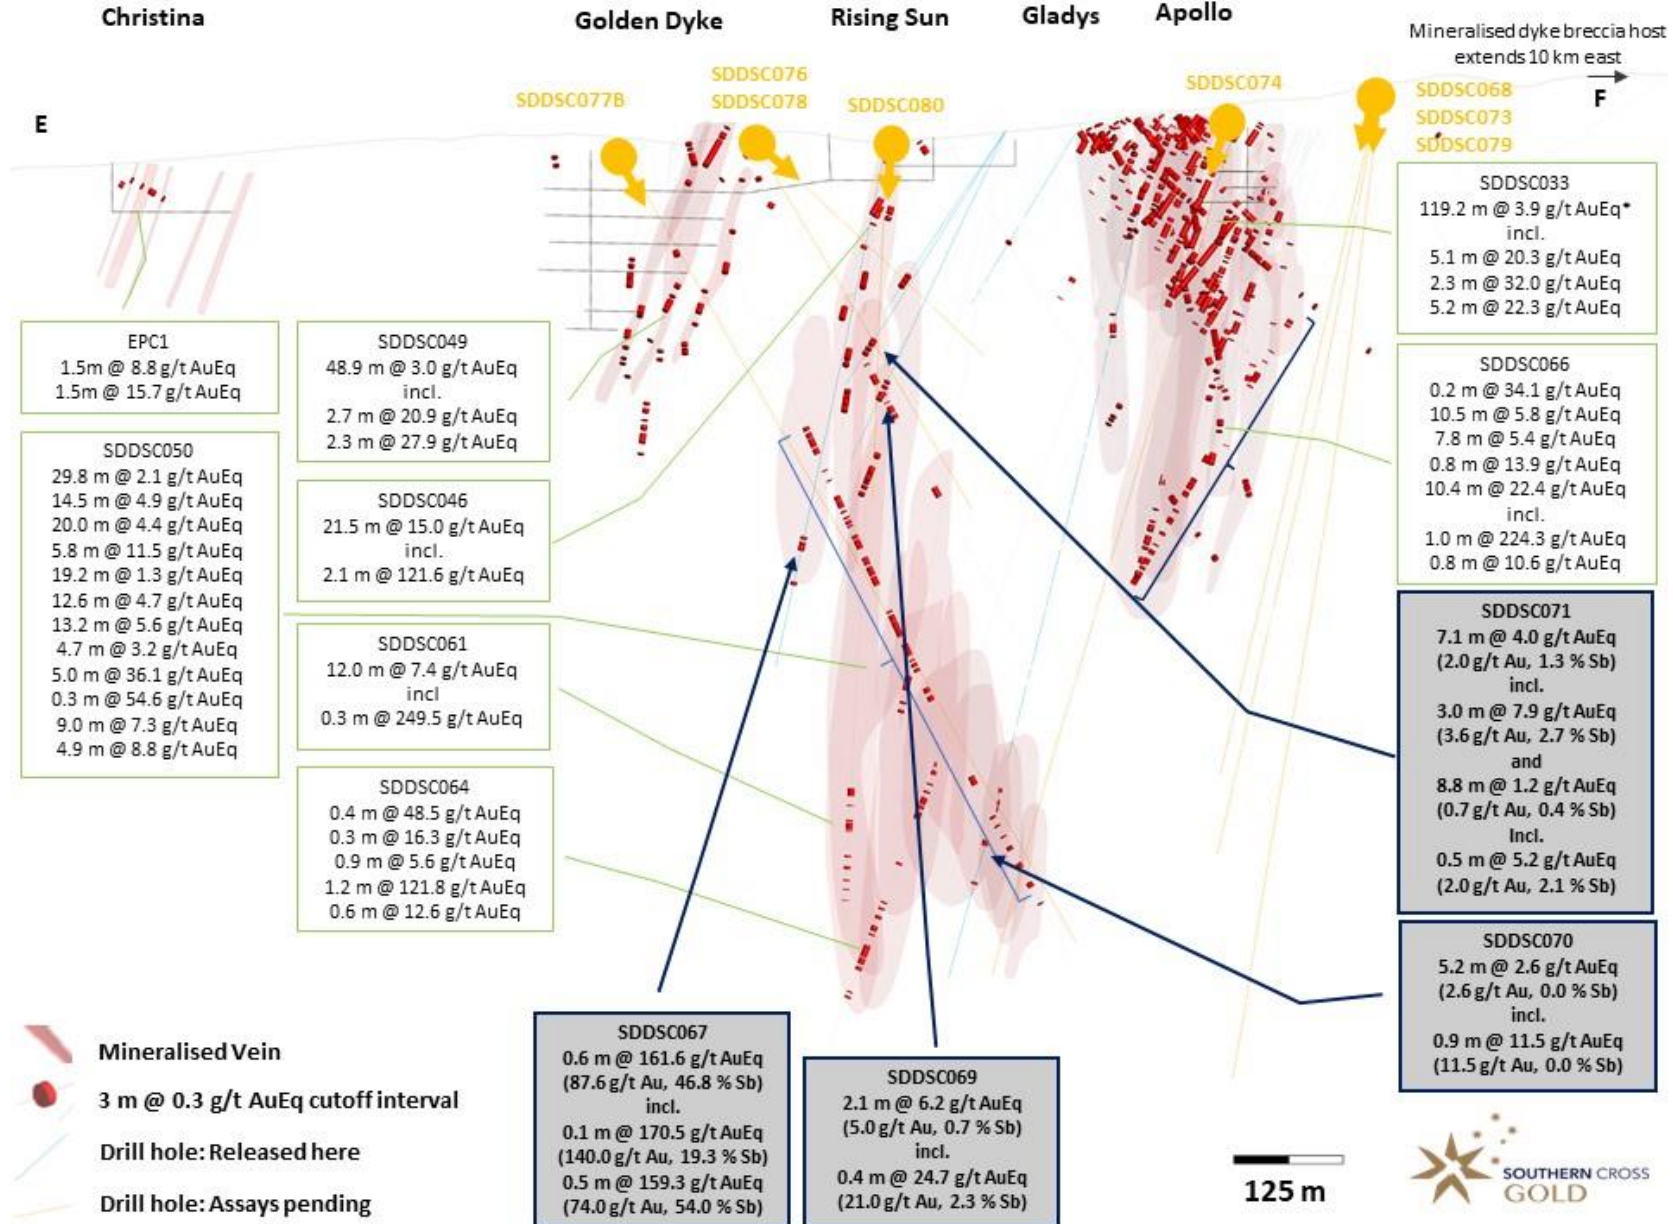 Christina
Golden Dyke
Rising Sun
Gladys
Apollo
Mineralised dyke breccia host
extends 10 km east
E
F
SDDSC077B
SDDSC076
SDDSC078
SDDSC080
SDDSC074
SDDSC068
SDDSC073
SDDSC079
EPC1
1.5m @ 8.8 g/t AuEq
1.5m @ 15.7 g/t AuEq
SDDSC050
29.8 m @ 2.1 g/t AuEq
14.5 m @ 4.9 g/t AuEq
20.0 m @ 4.4 g/t AuEq
5.8 m @ 11.5 g/t AuEq
19.2 m @ 1.3 g/t AuEq
12.6 m @ 4.7 g/t AuEq
13.2 m @ 5.6 g/t AuEq
4.7 m @ 3.2 g/t AuEq
5.0 m @ 36.1 g/t AuEq
0.3 m @ 54.6 g/t AuEq
9.0 m @ 7.3 g/t AuEq
4.9 m @ 8.8 g/t AuEq
SDDSC049
48.9 m @ 3.0 g/t AuEq
incl.
2.7 m @ 20.9 g/t AuEq
2.3 m @ 27.9 g/t AuEq
SDDSC046
21.5 m @ 15.0 g/t AuEq
incl.
2.1 m @ 121.6 g/t AuEq
SDDSC061
12.0 m @ 7.4 g/t AuEq
incl
0.3 m @ 249.5 g/t AuEq
SDDSC064
0.4 m @ 48.5 g/t AuEq
0.3 m @ 16.3 g/t AuEq
0.9 m @ 5.6 g/t AuEq
1.2 m @ 121.8 g/t AuEq
0.6 m @ 12.6 g/t AuEq
SDDSC033
119.2 m @ 3.9 g/t AuEq*
incl.
5.1 m @ 20.3 g/t AuEq
2.3 m @ 32.0 g/t AuEq
5.2 m @ 22.3 g/t AuEq
SDDSC066
0.2 m @ 34.1 g/t AuEq
10.5 m @ 5.8 g/t AuEq
7.8 m @ 5.4 g/t AuEq
0.8 m @ 13.9 g/t AuEq
10.4 m @ 22.4 g/t AuEq
incl.
1.0 m @ 224.3 g/t AuEq
0.8 m @ 10.6 g/t AuEq
SDDSC071
7.1 m @ 4.0 g/t AuEq
(2.0 g/t Au, 1.3 % Sb)
incl.
3.0 m @ 7.9 g/t AuEq
(3.6 g/t Au, 2.7 % Sb)
and
8.8 m @ 1.2 g/t AuEq
(0.7 g/t Au, 0.4 % Sb)
Incl.
0.5 m @ 5.2 g/t AuEq
(2.0 g/t Au, 2.1 % Sb)
SDDSC070
5.2 m @ 2.6 g/t AuEq
(2.6 g/t Au, 0.0 % Sb)
incl.
0.9 m @ 11.5 g/t AuEq
(11.5 g/t Au, 0.0 % Sb)
SDDSC067
0.6 m @ 161.6 g/t AuEq
(87.6 g/t Au, 46.8 % Sb)
incl.
0.1 m @ 170.5 g/t AuEq
(140.0 g/t Au, 19.3 % Sb)
0.5 m @ 159.3 g/t AuEq
(74.0 g/t Au, 54.0 % Sb)
SDDSC069
2.1 m @ 6.2 g/t AuEq
(5.0 g/t Au, 0.7 % Sb)
incl.
0.4 m @ 24.7 g/t AuEq
(21.0 g/t Au, 2.3 % Sb)
Mineralised Vein
3 m @ 0.3 g/t AuEq cutoff interval
Drill hole: Released here
Drill hole: Assays pending
125 m
SOUTHERN CROSS
GOLD